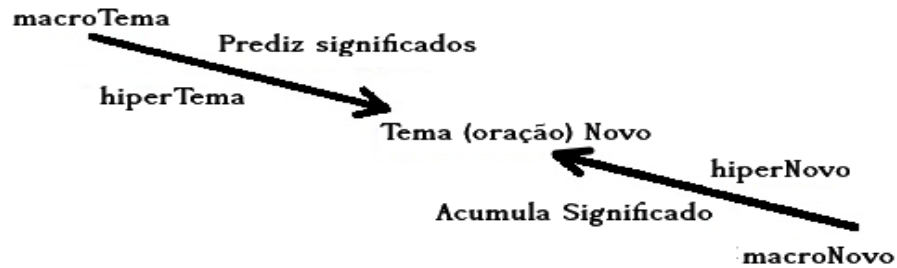 macroTema
Prediz significados
hiperTema
Tema (oração) Novo
hiperNovo
Acumula Significado
macroNovo